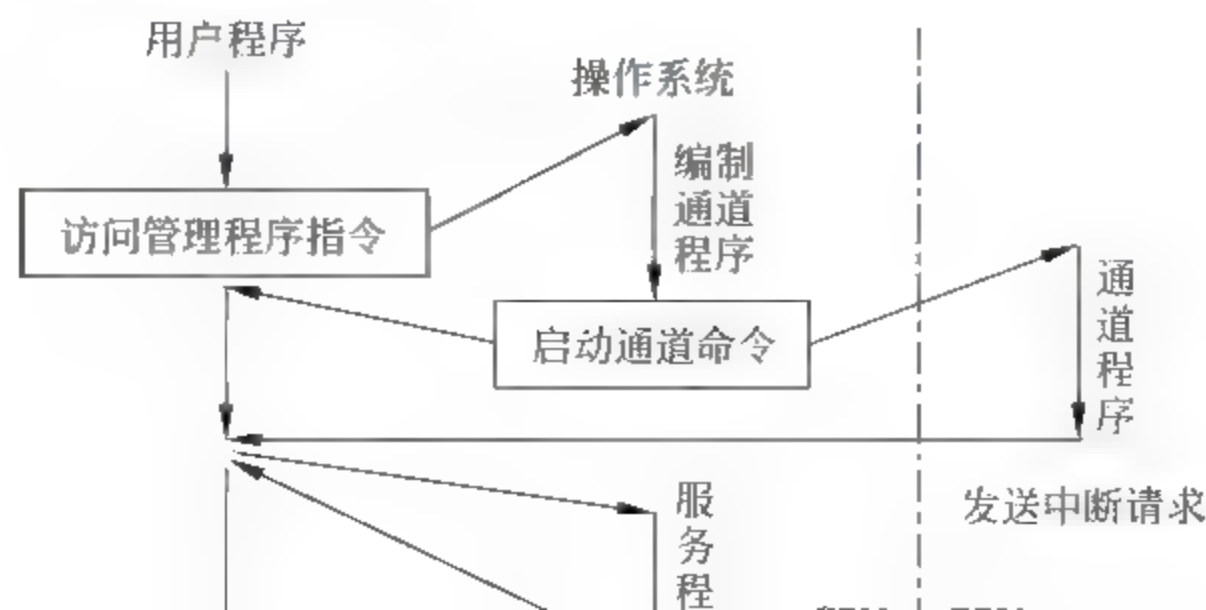 用户程序
操作系统
编制
通道
程序
访问管理程序指令
启动通道命令
通道程序
发送中断请求
服务程